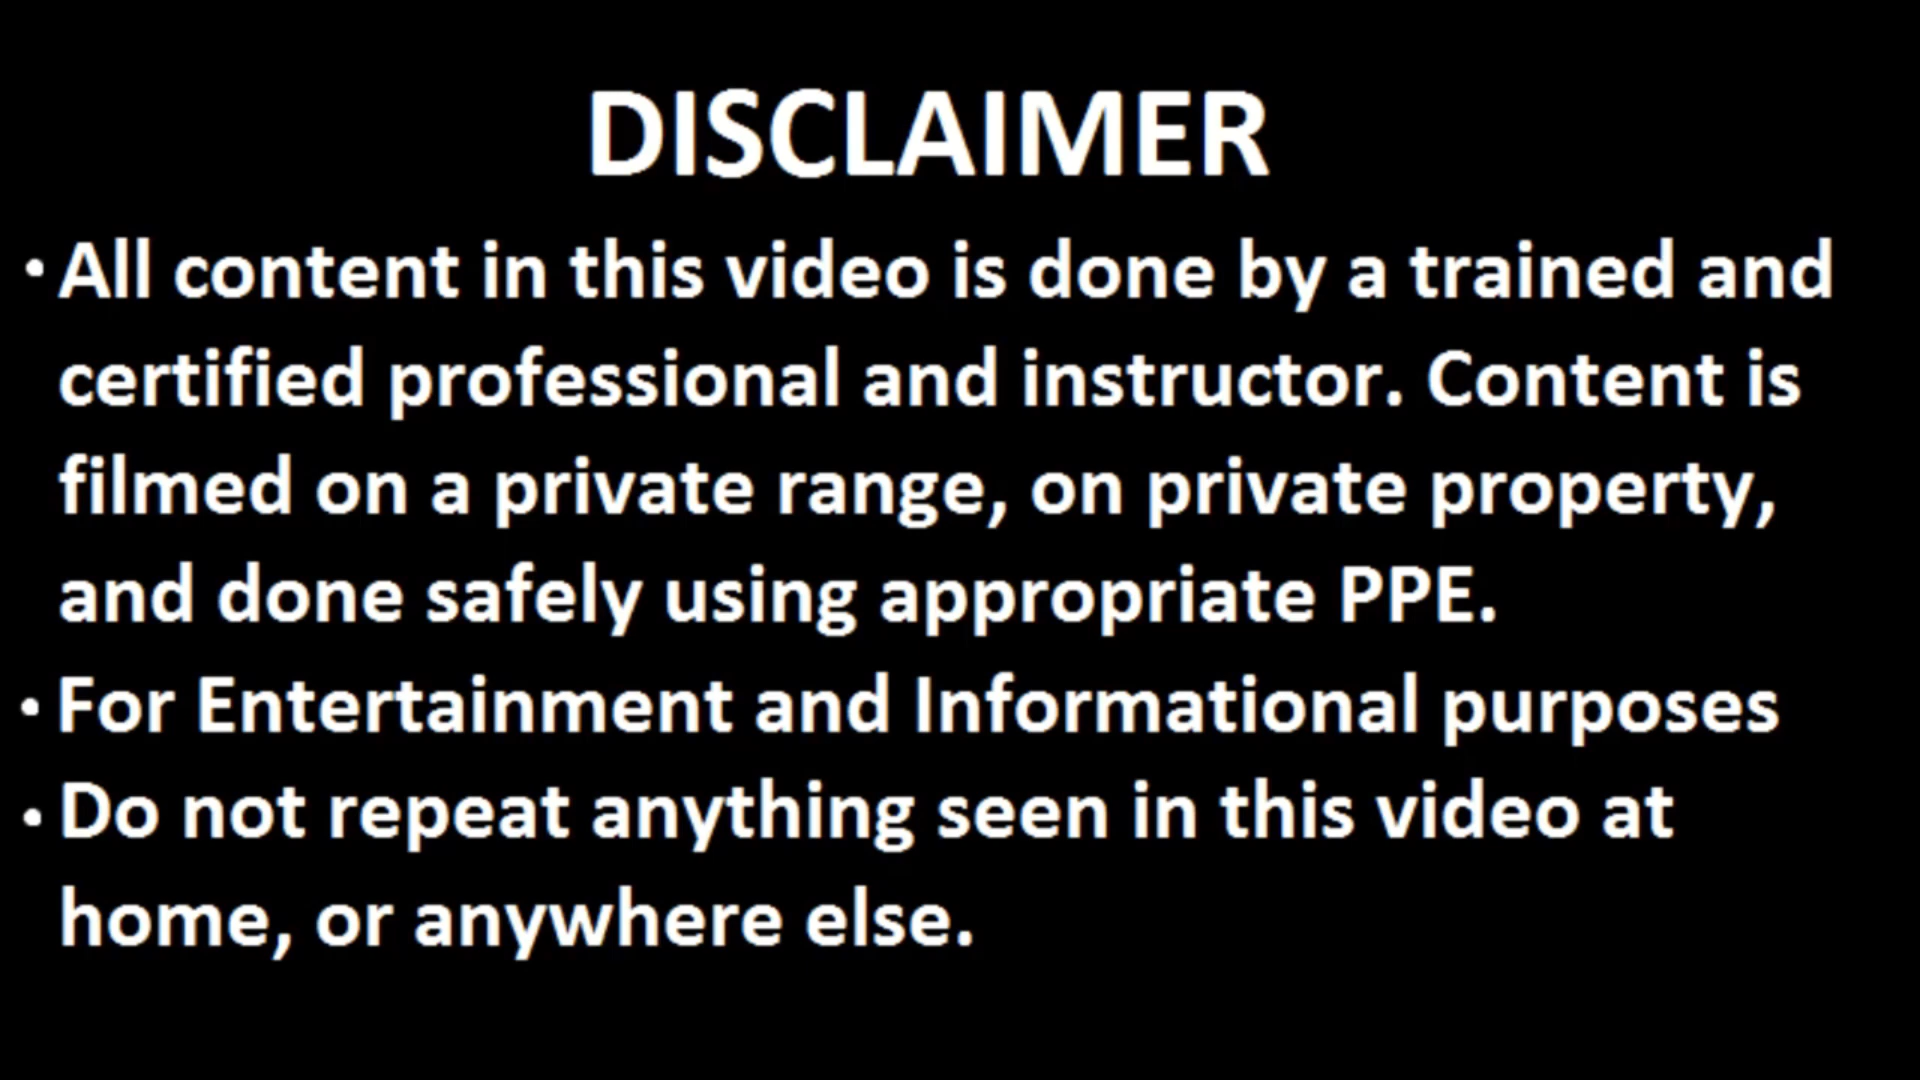 DISCLAIMER
• All content in this video is done by a trained and
certified professional and instructor. Content is
filmed on a private range, on private property,
and done safely using appropriate PPE.
• For Entertainment and Informational purposes
• Do not repeat anything seen in this video at
home, or anywhere else.